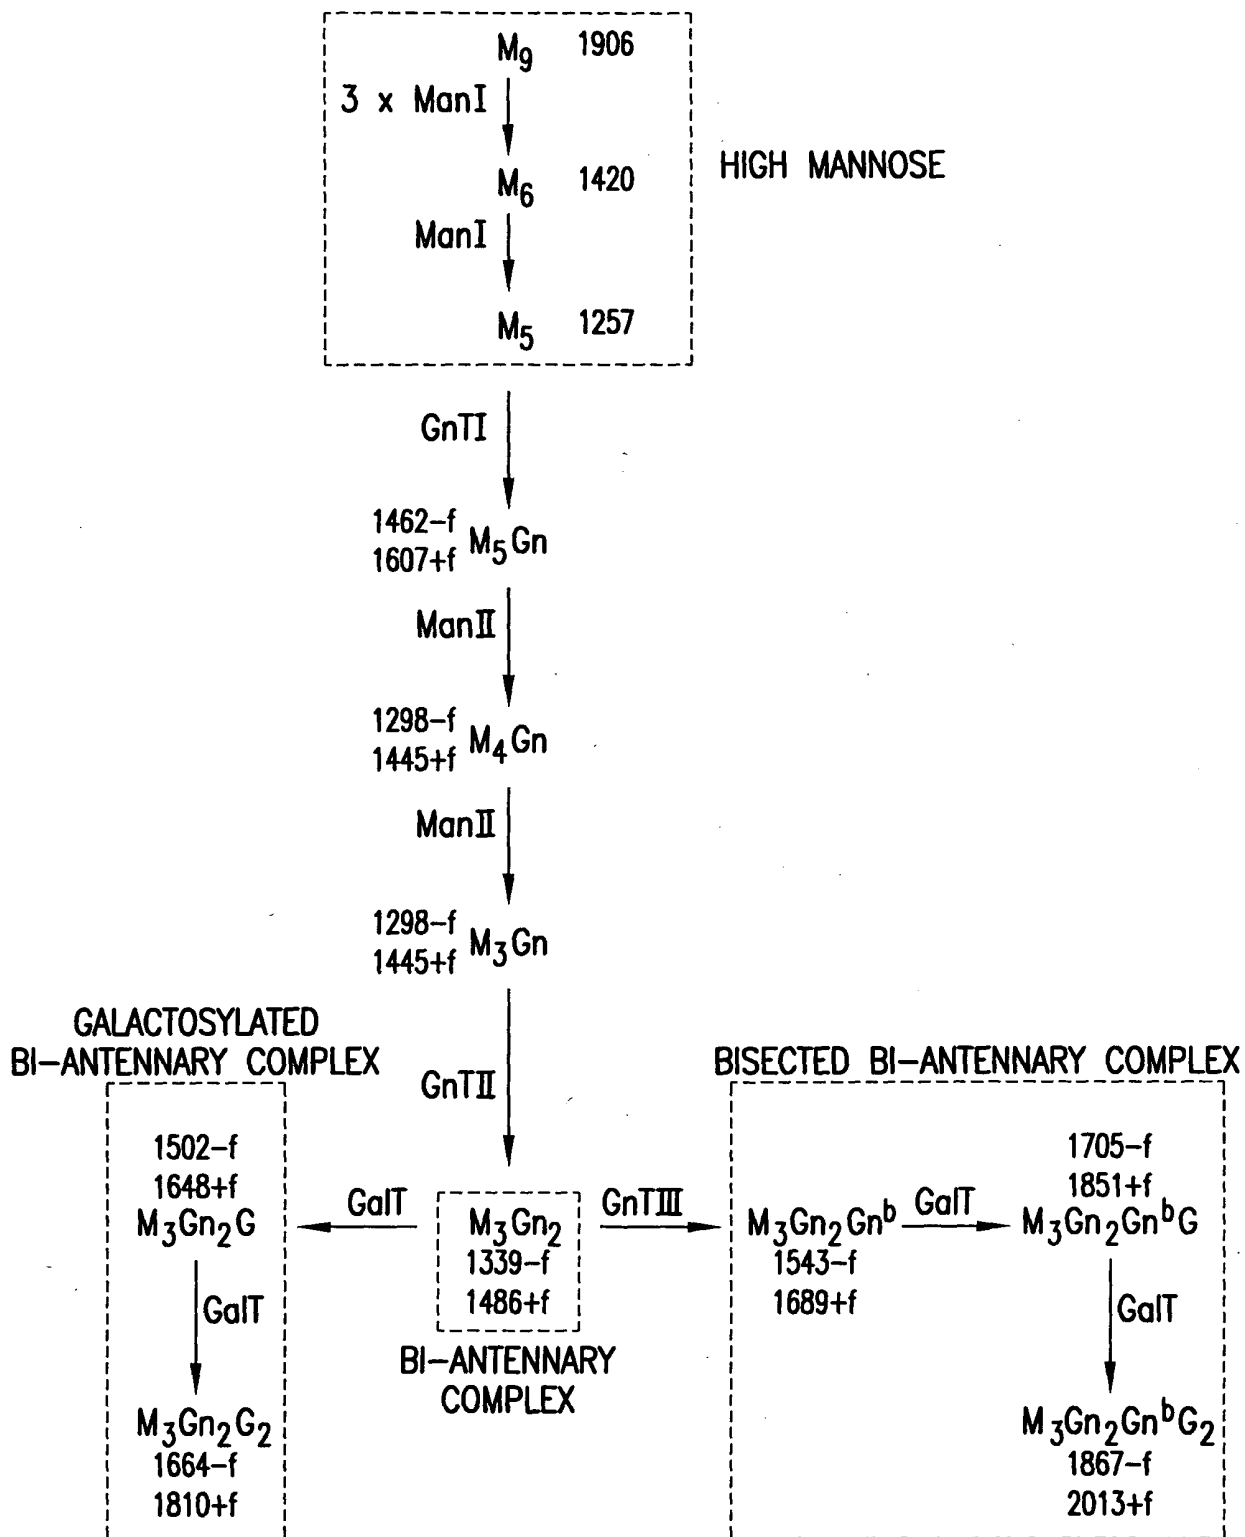 M₉ 1906
3 x ManI
M₆ 1420
HIGH MANNOSE
ManI
M₅ 1257
GnTI
1462-f
1607+f
M₅Gn
ManII
1298-f
1445+f
M₄Gn
ManII
1298-f
1445+f
M₃Gn
GALACTOSYLATED
BI-ANTENNARY COMPLEX
GnTII
BISECTED BI-ANTENNARY COMPLEX
1502-f
1648+f
M₃Gn₂G
GalT
M₃Gn₂
1339-f
1486+f
BI-ANTENNARY
COMPLEX
GnTIII
M₃Gn₂Gnᵇ
1543-f
1689+f
GalT
1705-f
1851+f
M₃Gn₂GnᵇG
GalT
M₃Gn₂G₂
1664-f
1810+f
GalT
M₃Gn₂GnᵇG₂
1867-f
2013+f